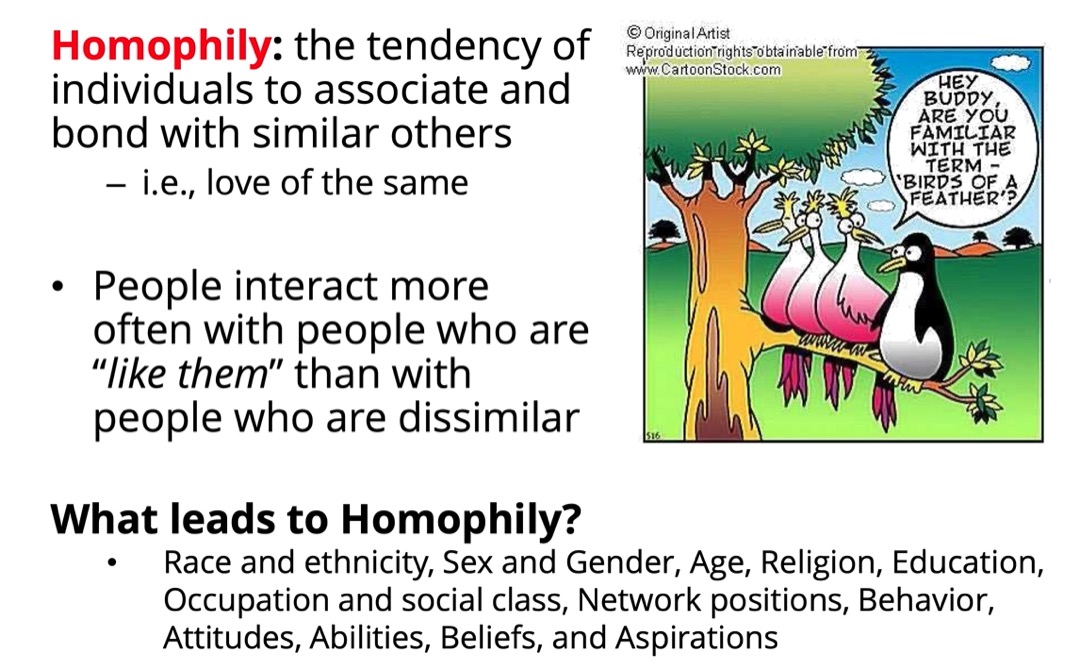 Homophily: the tendency of
individuals to associate and
bond with similar others
– i.e., love of the same
• People interact more
often with people who are
“like them” than with
people who are dissimilar
© Original Artist
Reproduction rights obtainable from
www.CartoonStock.com
HEY
BUDDY,
ARE YOU
FAMILIAR
WITH THE
TERM –
'BIRDS OF A
FEATHER'?
516
What leads to Homophily?
• Race and ethnicity, Sex and Gender, Age, Religion, Education,
Occupation and social class, Network positions, Behavior,
Attitudes, Abilities, Beliefs, and Aspirations